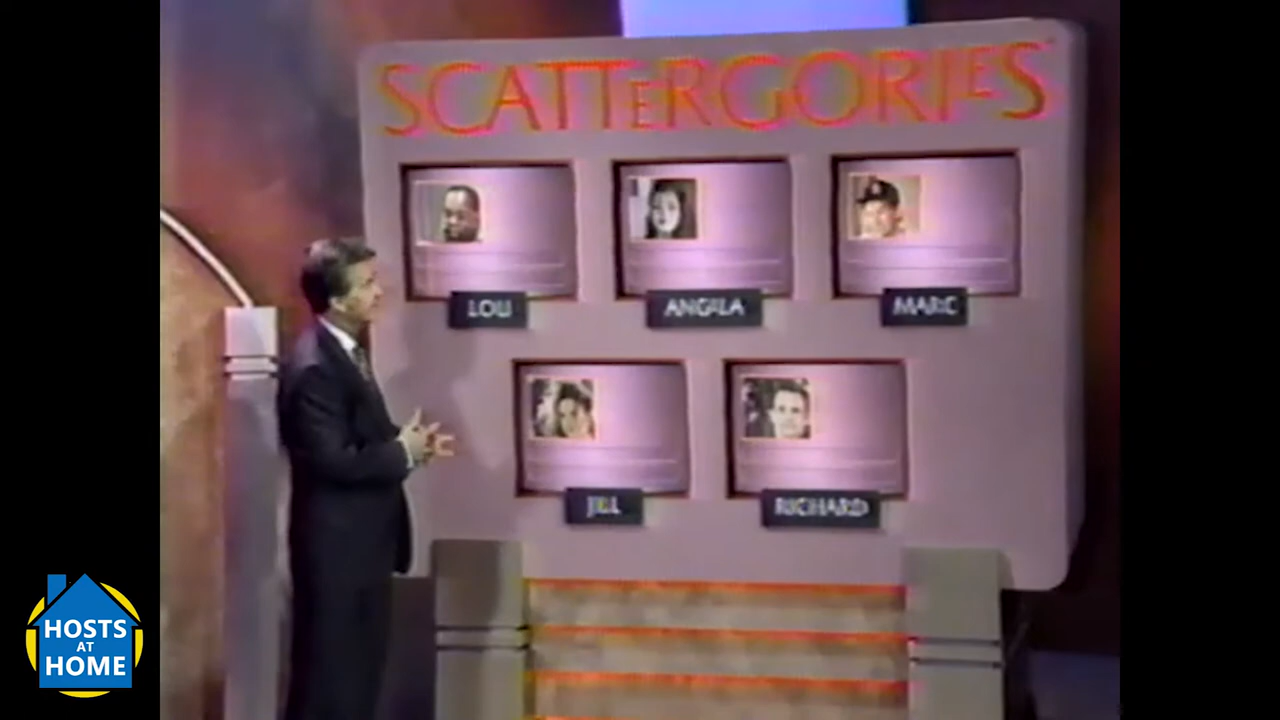 SCATTERGORIES
LOU
ANGELA
MARC
JILL
RICHARD
HOSTS
AT
HOME